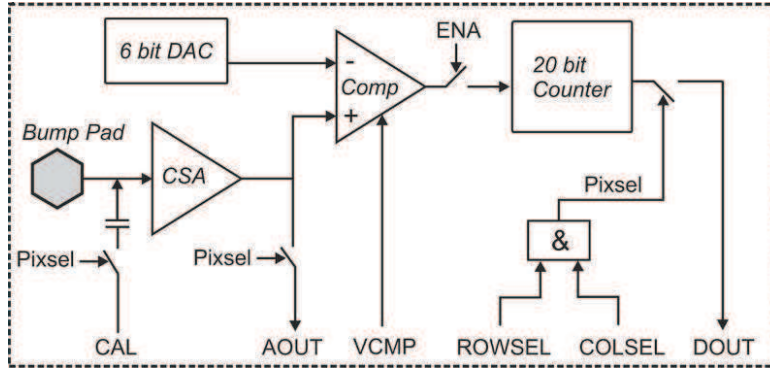 ENA
6 bit DAC
-
Comp
+
20 bit
Counter
Bump Pad
CSA
Pixsel
&
Pixsel
Pixsel
CAL
AOUT
VCMP
ROWSEL
COLSEL
DOUT